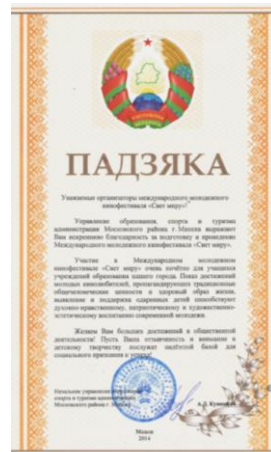 ПАДЗЯКА
Уважаемые организаторы международного молодежного
кинофестиваля «Свет миру»!
Управление образования, спорта и туризма
администрации Московского района г. Минска выражает
Вам искреннюю благодарность за подготовку и проведение
Международного молодежного кинофестиваля «Свет миру».
Участие в Международном молодежном
кинофестивале «Свет миру» очень почётно для учащихся
учреждений образования нашего города. Показ достижений
молодых кинолюбителей, пропагандирующих традиционные
общечеловеческие ценности и здоровый образ жизни,
выявление и поддержка одаренных детей способствуют
духовно-нравственному, патриотическому и художественно-
эстетическому воспитанию современной молодежи.
Желаем Вам больших достижений в общественной
деятельности! Пусть Ваша отзывчивость и внимание к
детскому творчеству послужат надёжной базой для
социального признания и успеха!
Начальник управления образования,
спорта и туризма администрации
Московского района г. Минска
Минск
2014